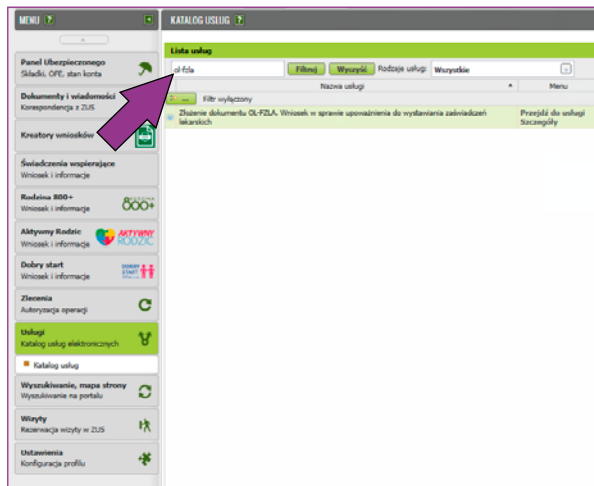 MENU ?
KATALOG USŁUG ?
Panel Ubezpieczonego
Składki, OFE, stan konta
Dokumenty i wiadomości
Korespondencja z ZUS
Kreatory wniosków
Świadczenia wspierające
Wniosek i informacje
Rodzina 800+
Wniosek i informacje
RODZINA
800+
Aktywny Rodzic
Wniosek i informacje
AKTYWNY
RODZIC
Dobry start
Wniosek i informacje
DOBRY
START
Zlecenia
Autoryzacja operacji
Usługi
Katalog usług elektronicznych
Katalog usług
Wyszukiwanie, mapa strony
Wyszukiwanie na portalu
Wizyty
Rezerwacja wizyty w ZUS
Ustawienia
Konfiguracja profilu
Lista usług
ol-fzla Filtruj Wyczyść Rodzaje usług: Wszystkie
Nazwa usługi Menu
... Filtr wyłączony
Złożenie dokumentu OL-FZLA. Wniosek w sprawie upoważnienia do wystawiania zaświadczeń
lekarskich
Przejdź do usługi
Szczegóły